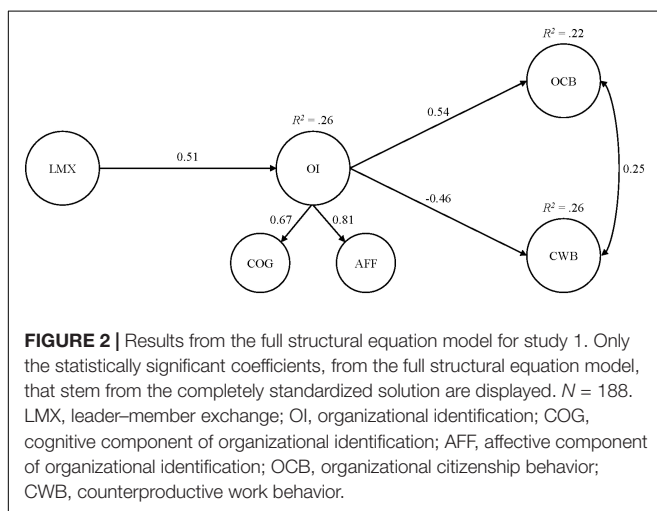 R² = .22
OCB
0.54
R² = .26
0.51
LMX
OI
0.25
-0.46
R² = .26
0.67
0.81
CWB
COG
AFF
FIGURE 2 | Results from the full structural equation model for study 1. Only
the statistically significant coefficients, from the full structural equation model,
that stem from the completely standardized solution are displayed. N = 188.
LMX, leader–member exchange; OI, organizational identification; COG,
cognitive component of organizational identification; AFF, affective component
of organizational identification; OCB, organizational citizenship behavior;
CWB, counterproductive work behavior.